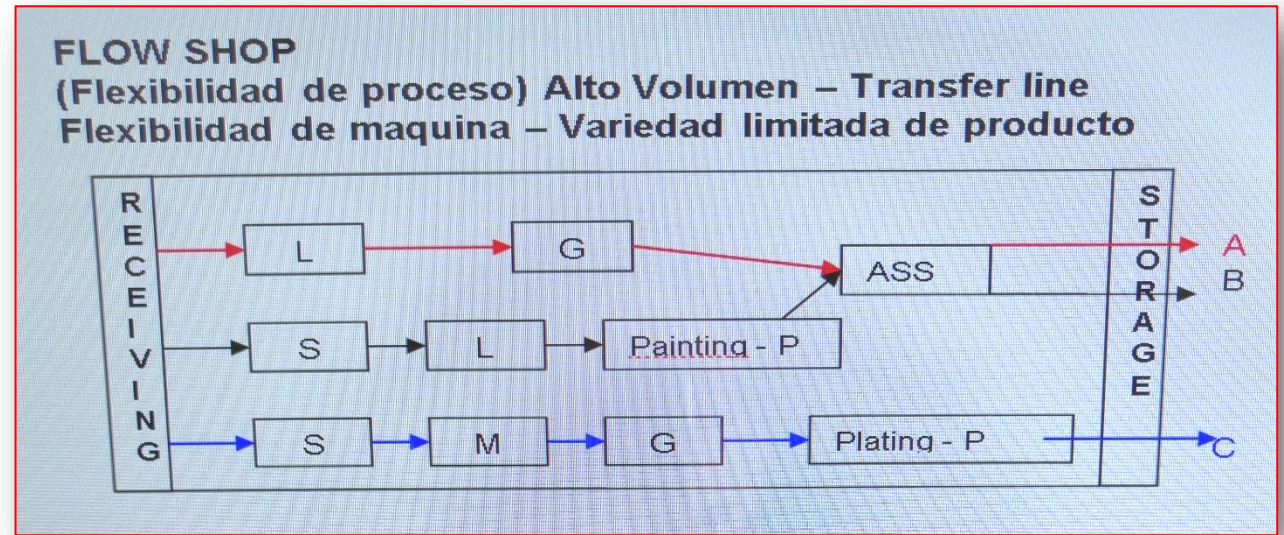 FLOW SHOP
(Flexibilidad de proceso) Alto Volumen – Transfer line
Flexibilidad de maquina – Variedad limitada de producto
RECEIVING
L
G
ASS
A
B
S
L
Painting - P
S
M
G
Plating - P
C
STORAGE